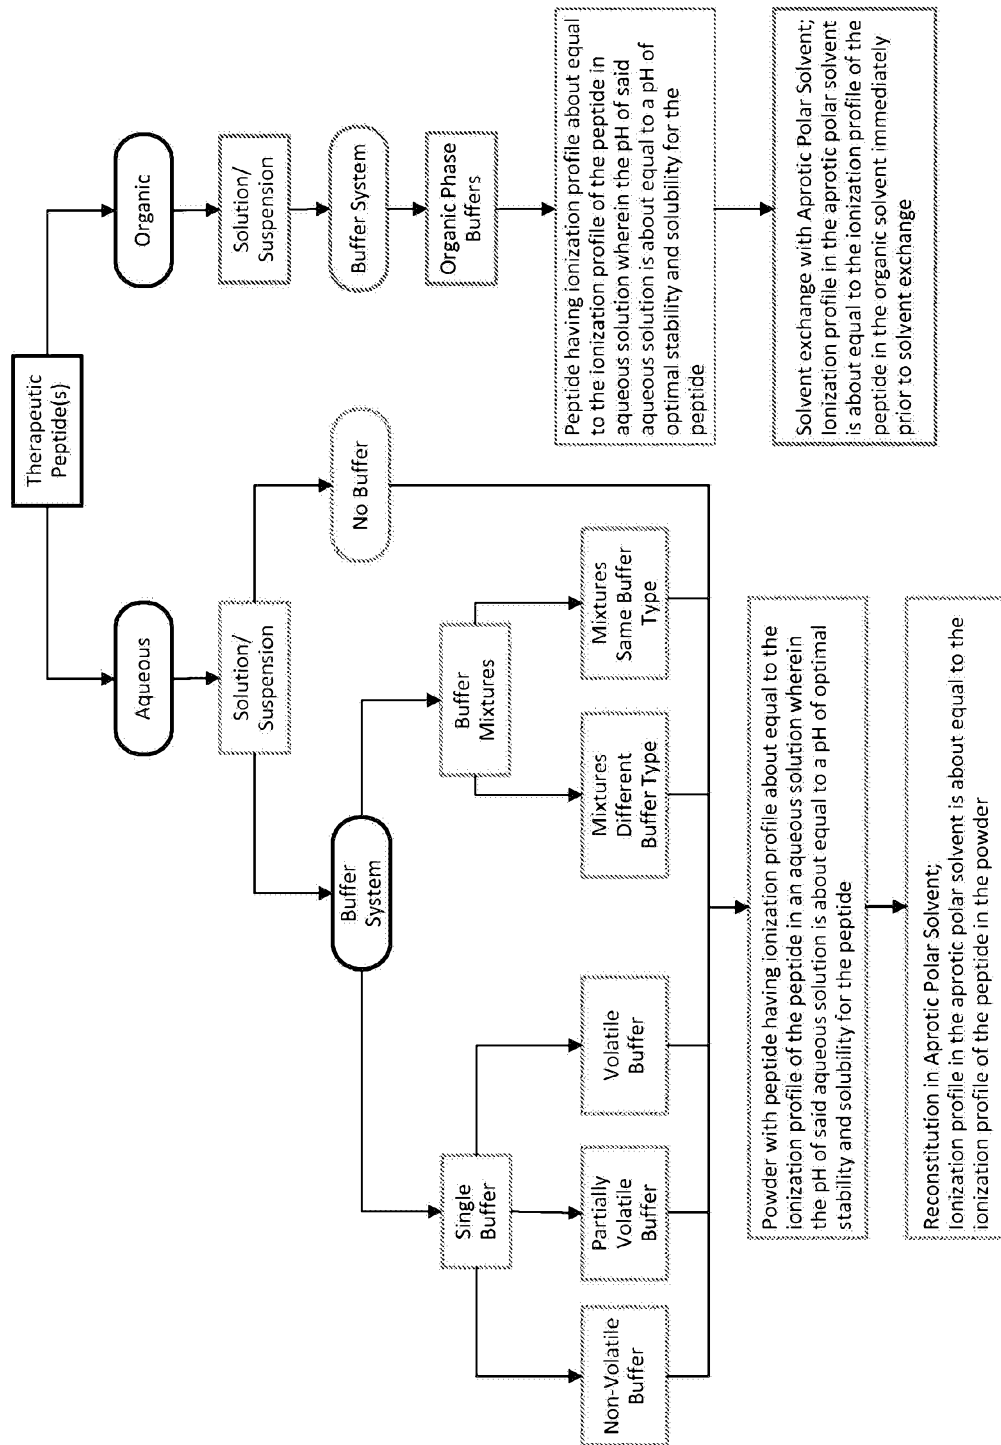 Therapeutic
Peptide(s)
Aqueous
Organic
Solution/
Suspension
Solution/
Suspension
Buffer
System
No Buffer
Buffer System
Single
Buffer
Buffer
Mixtures
Organic Phase
Buffers
Non-Volatile
Buffer
Partially
Volatile
Buffer
Volatile
Buffer
Mixtures
Different
Buffer Type
Mixtures
Same Buffer
Type
Peptide having ionization profile about equal
to the ionization profile of the peptide in
aqueous solution wherein the pH of said
aqueous solution is about equal to a pH of
optimal stability and solubility for the
peptide
Powder with peptide having ionization profile about equal to the
ionization profile of the peptide in an aqueous solution wherein
the pH of said aqueous solution is about equal to a pH of optimal
stability and solubility for the peptide
Solvent exchange with Aprotic Polar Solvent;
Ionization profile in the aprotic polar solvent
is about equal to the ionization profile of the
peptide in the organic solvent immediately
prior to solvent exchange
Reconstitution in Aprotic Polar Solvent;
Ionization profile in the aprotic polar solvent is about equal to the
ionization profile of the peptide in the powder